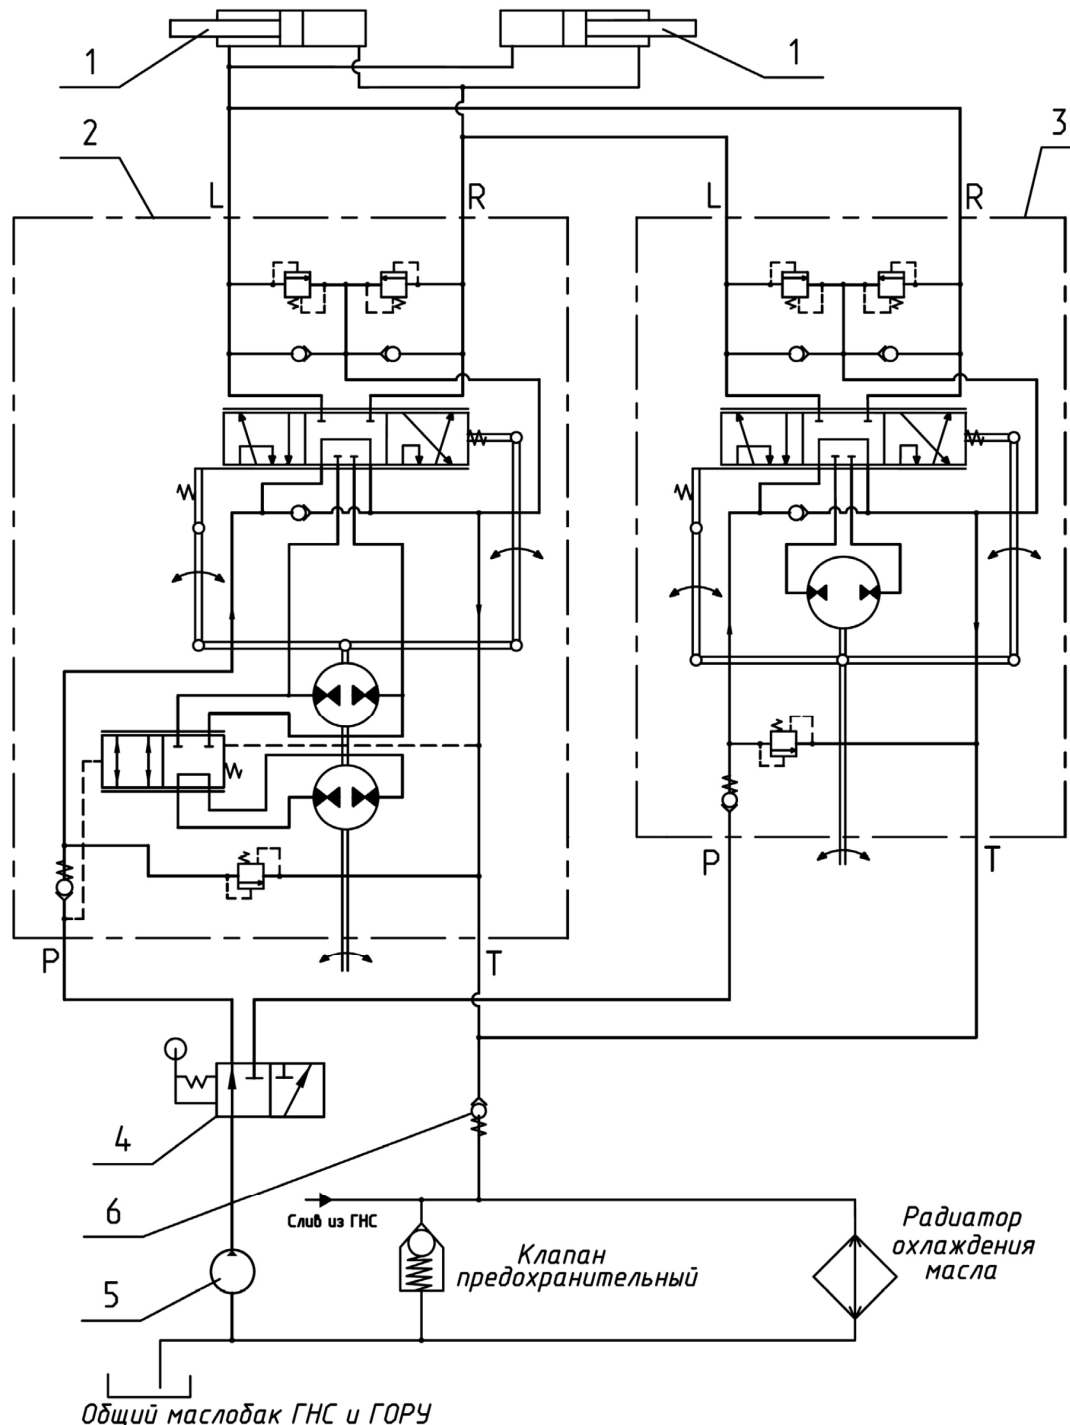 1
1
2
3
L
R
L
R
P
T
P
T
4
6
Слив из ГНС
Клапан
предохранительный
Радиатор
охлаждения
масла
5
Общий маслобак ГНС и ГОРУ